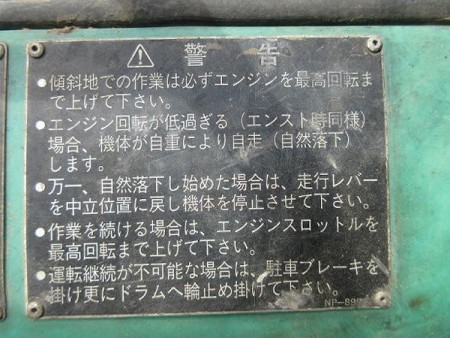 ⚠ 警告
●傾斜地での作業は必ずエンジンを最高回転ま
で上げて下さい。
●エンジン回転が低過ぎる(エンスト時同様)
場合、機体が自重により自走(自然落下)
します。
●万一、自然落下し始めた場合は、走行レバー
を中立位置に戻し機体を停止させて下さい。
●作業を続ける場合は、エンジンスロットルを
最高回転まで上げて下さい。
●運転継続が不可能な場合は、駐車ブレーキを
掛け更にドラムへ輪止め掛けて下さい。